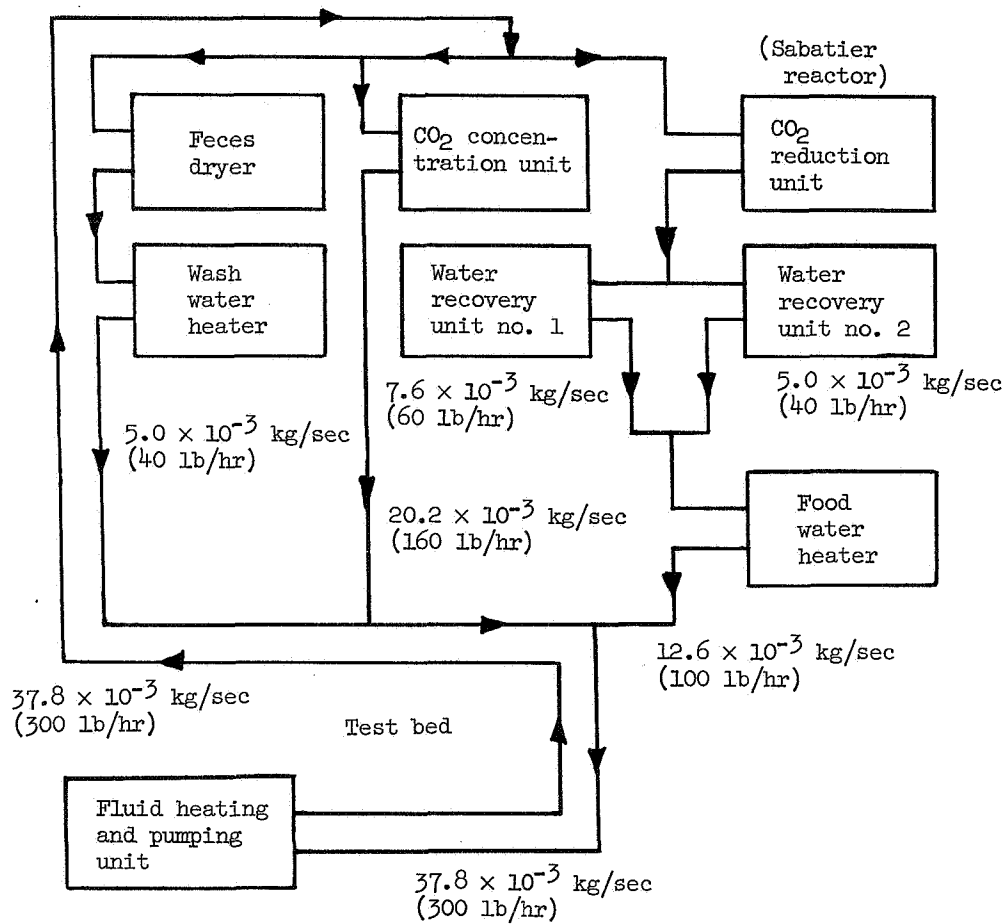 (Sabatier
reactor)
Feces
dryer
CO2 concen-
tration unit
CO2
reduction
unit
Wash
water
heater
Water
recovery
unit no. 1
Water
recovery
unit no. 2
7.6 × 10-3 kg/sec
(60 lb/hr)
5.0 × 10-3 kg/sec
(40 lb/hr)
5.0 × 10-3 kg/sec
(40 lb/hr)
20.2 × 10-3 kg/sec
(160 lb/hr)
Food
water
heater
12.6 × 10-3 kg/sec
(100 lb/hr)
37.8 × 10-3 kg/sec
(300 lb/hr)
Test bed
Fluid heating
and pumping
unit
37.8 × 10-3 kg/sec
(300 lb/hr)